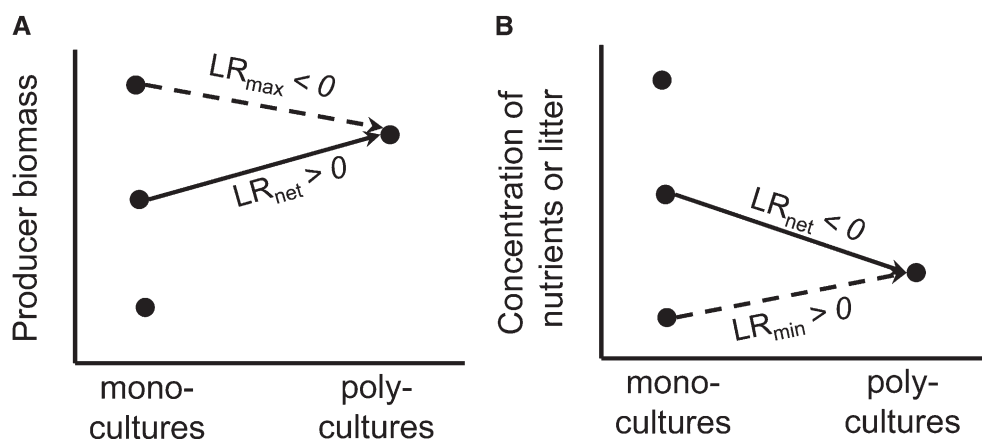 A
Producer biomass
LRmax < 0
LRnet > 0
mono-
cultures
poly-
cultures
B
Concentration of
nutrients or litter
LRnet < 0
LRmin > 0
mono-
cultures
poly-
cultures